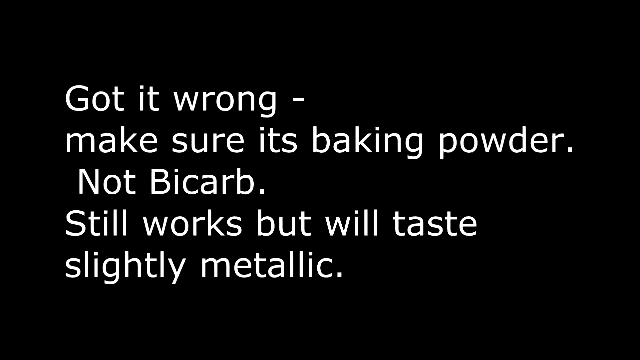 Got it wrong -
make sure its baking powder.
Not Bicarb.
Still works but will taste
slightly metallic.